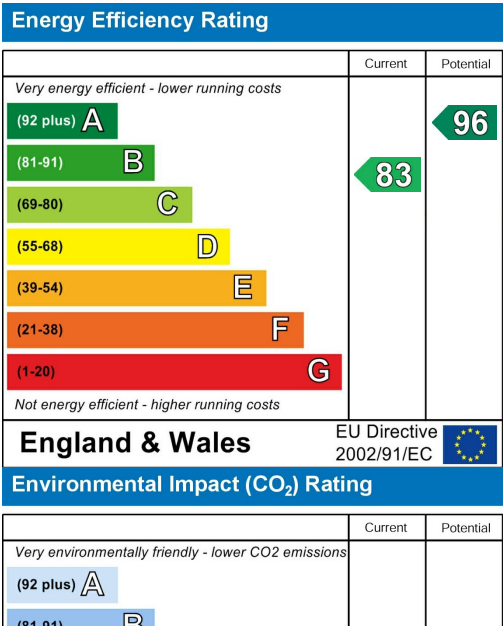 Energy Efficiency Rating
Current Potential
Very energy efficient - lower running costs
(92 plus) A
96
(81-91) B
83
(69-80) C
(55-68) D
(39-54) E
(21-38) F
(1-20) G
Not energy efficient - higher running costs
England & Wales
EU Directive
2002/91/EC
Environmental Impact (CO₂) Rating
Current Potential
Very environmentally friendly - lower CO2 emissions
(92 plus) A
(81-91) B